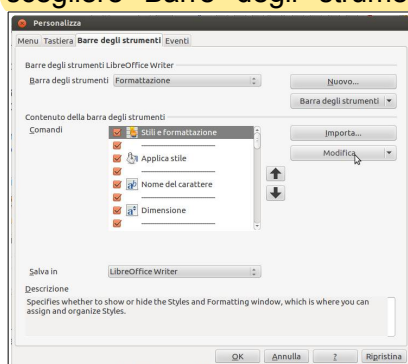 scegliere Barre degli strume
Personalizza
Menu Tastiera Barre degli strumenti Eventi
Barre degli strumenti LibreOffice Writer
Barra degli strumenti Formattazione Nuovo...
Barra degli strumenti
Contenuto della barra degli strumenti
Comandi Stili e formattazione Importa...
Applica stile Modifica
Nome del carattere
Dimensione
Salva in LibreOffice Writer
Descrizione
Specifies whether to show or hide the Styles and Formatting window, which is where you can
assign and organize Styles.
OK Annulla ? Ripristina